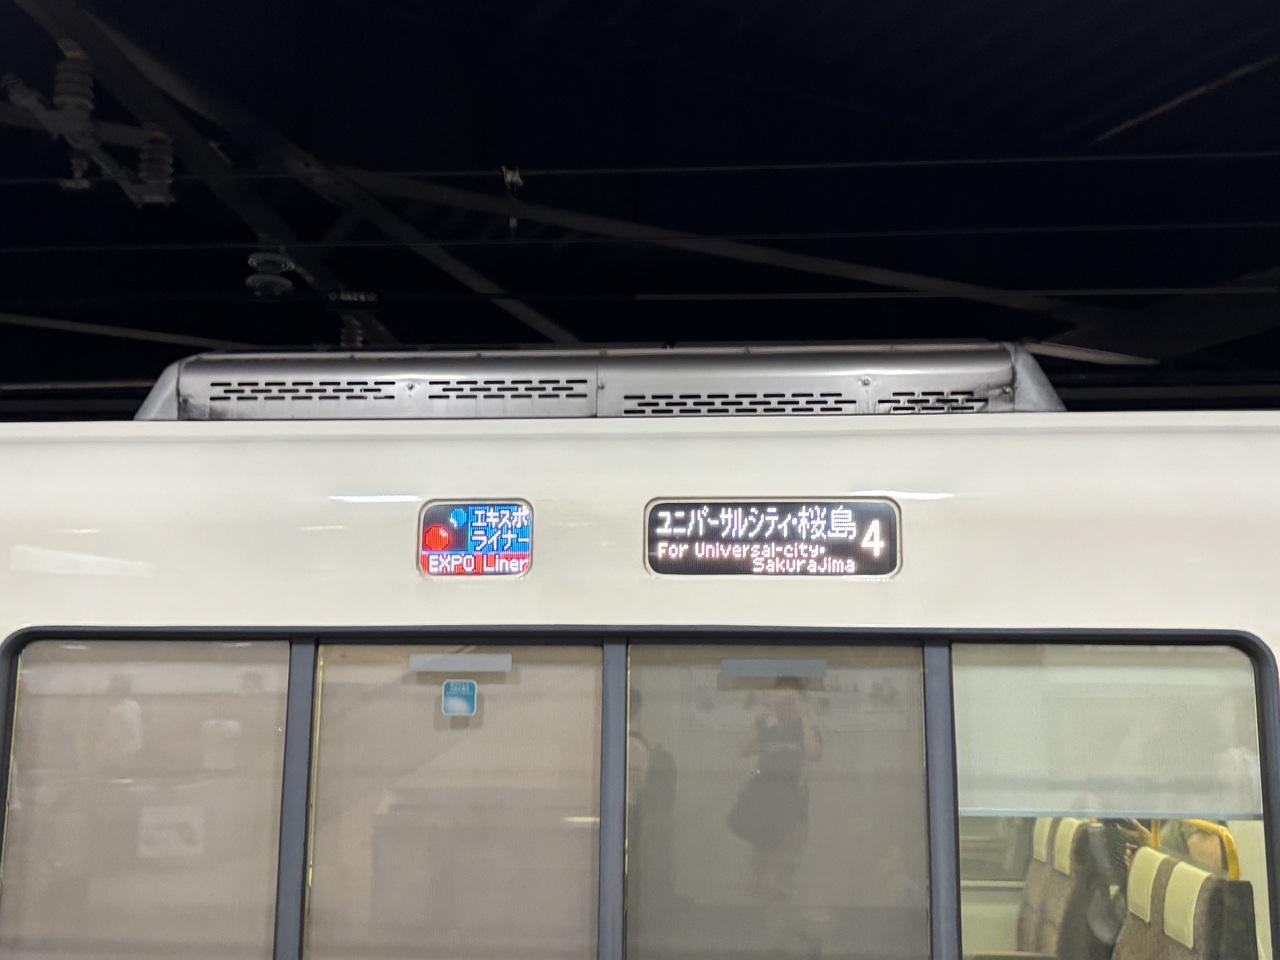 エキスポ
ライナー
EXPO Liner
ユニバーサルシティ・桜島
4
For Universal-city・
Sakurajima